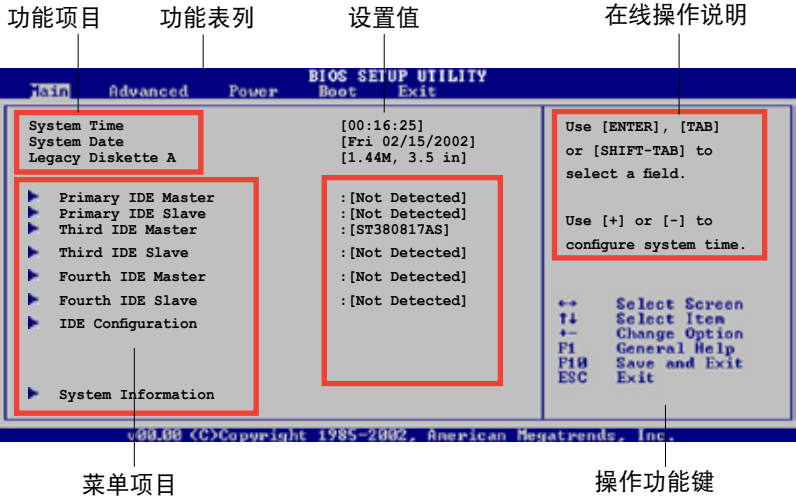 功能项目 功能表列 设置值 在线操作说明
BIOS SETUP UTILITY
Main Advanced Power Boot Exit
System Time [00:16:25]
System Date [Fri 02/15/2002]
Legacy Diskette A [1.44M, 3.5 in]
Primary IDE Master :[Not Detected]
Primary IDE Slave :[Not Detected]
Third IDE Master :[ST380817AS]
Third IDE Slave :[Not Detected]
Fourth IDE Master :[Not Detected]
Fourth IDE Slave :[Not Detected]
IDE Configuration
System Information
Use [ENTER], [TAB]
or [SHIFT-TAB] to
select a field.
Use [+] or [-] to
configure system time.
↔ Select Screen
↑↓ Select Item
+- Change Option
F1 General Help
F10 Save and Exit
ESC Exit
v00.00 (C)Copyright 1985-2002, American Megatrends, Inc.
菜单项目 操作功能键